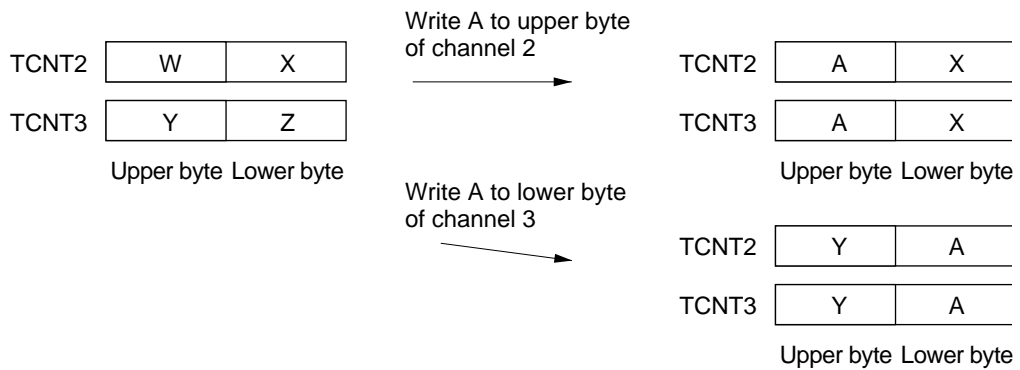 Write A to upper byte
of channel 2
TCNT2 W X
TCNT3 Y Z
Upper byte Lower byte
TCNT2 A X
TCNT3 A X
Upper byte Lower byte
Write A to lower byte
of channel 3
TCNT2 Y A
TCNT3 Y A
Upper byte Lower byte